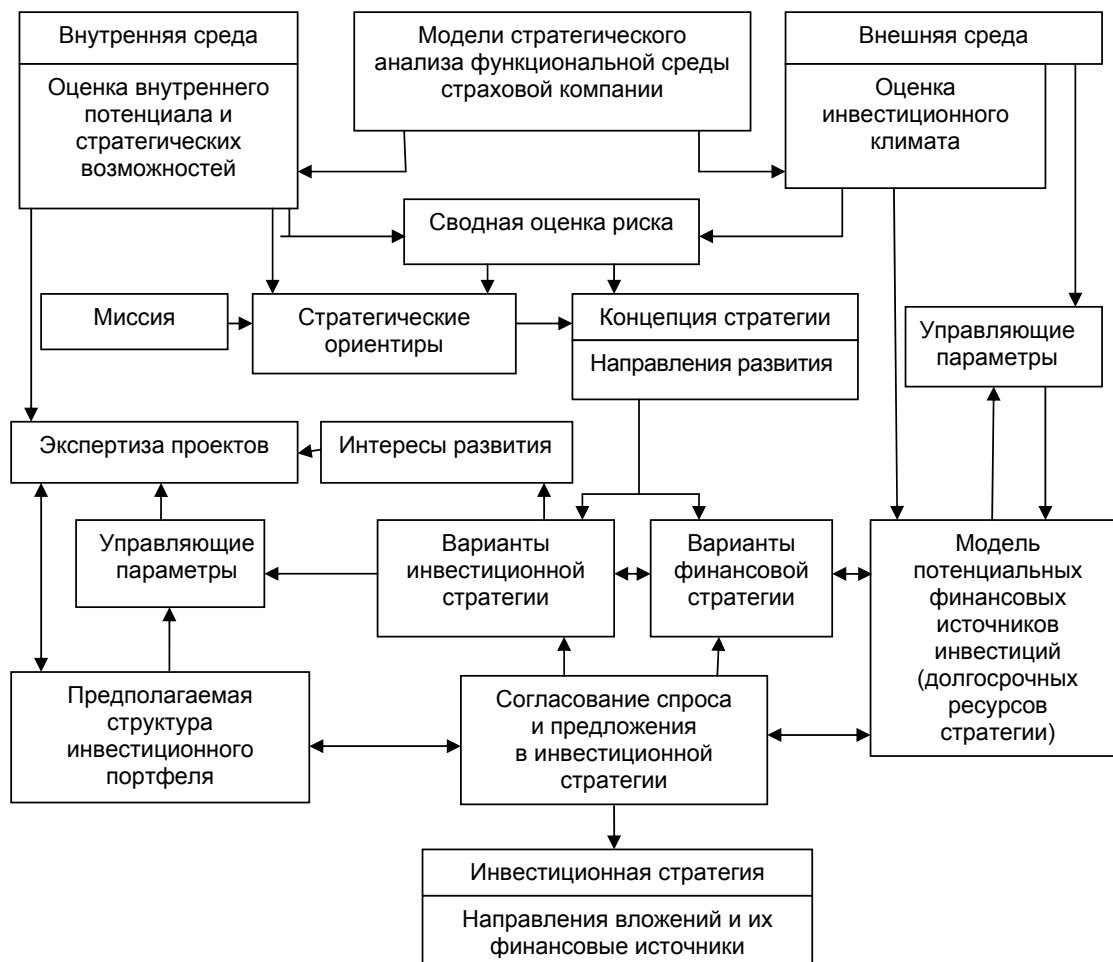 Внутренняя среда
Оценка внутреннего
потенциала и
стратегических
возможностей
Модели стратегического
анализа функциональной среды
страховой компании
Внешняя среда
Оценка
инвестиционного
климата
Сводная оценка риска
Миссия
Стратегические
ориентиры
Концепция стратегии
Направления развития
Управляющие
параметры
Экспертиза проектов
Интересы развития
Управляющие
параметры
Варианты
инвестиционной
стратегии
Варианты
финансовой
стратегии
Модель
потенциальных
финансовых
источников
инвестиций
(долгосрочных
ресурсов
стратегии)
Предполагаемая
структура
инвестиционного
портфеля
Согласование спроса
и предложения
в инвестиционной
стратегии
Инвестиционная стратегия
Направления вложений и их
финансовые источники